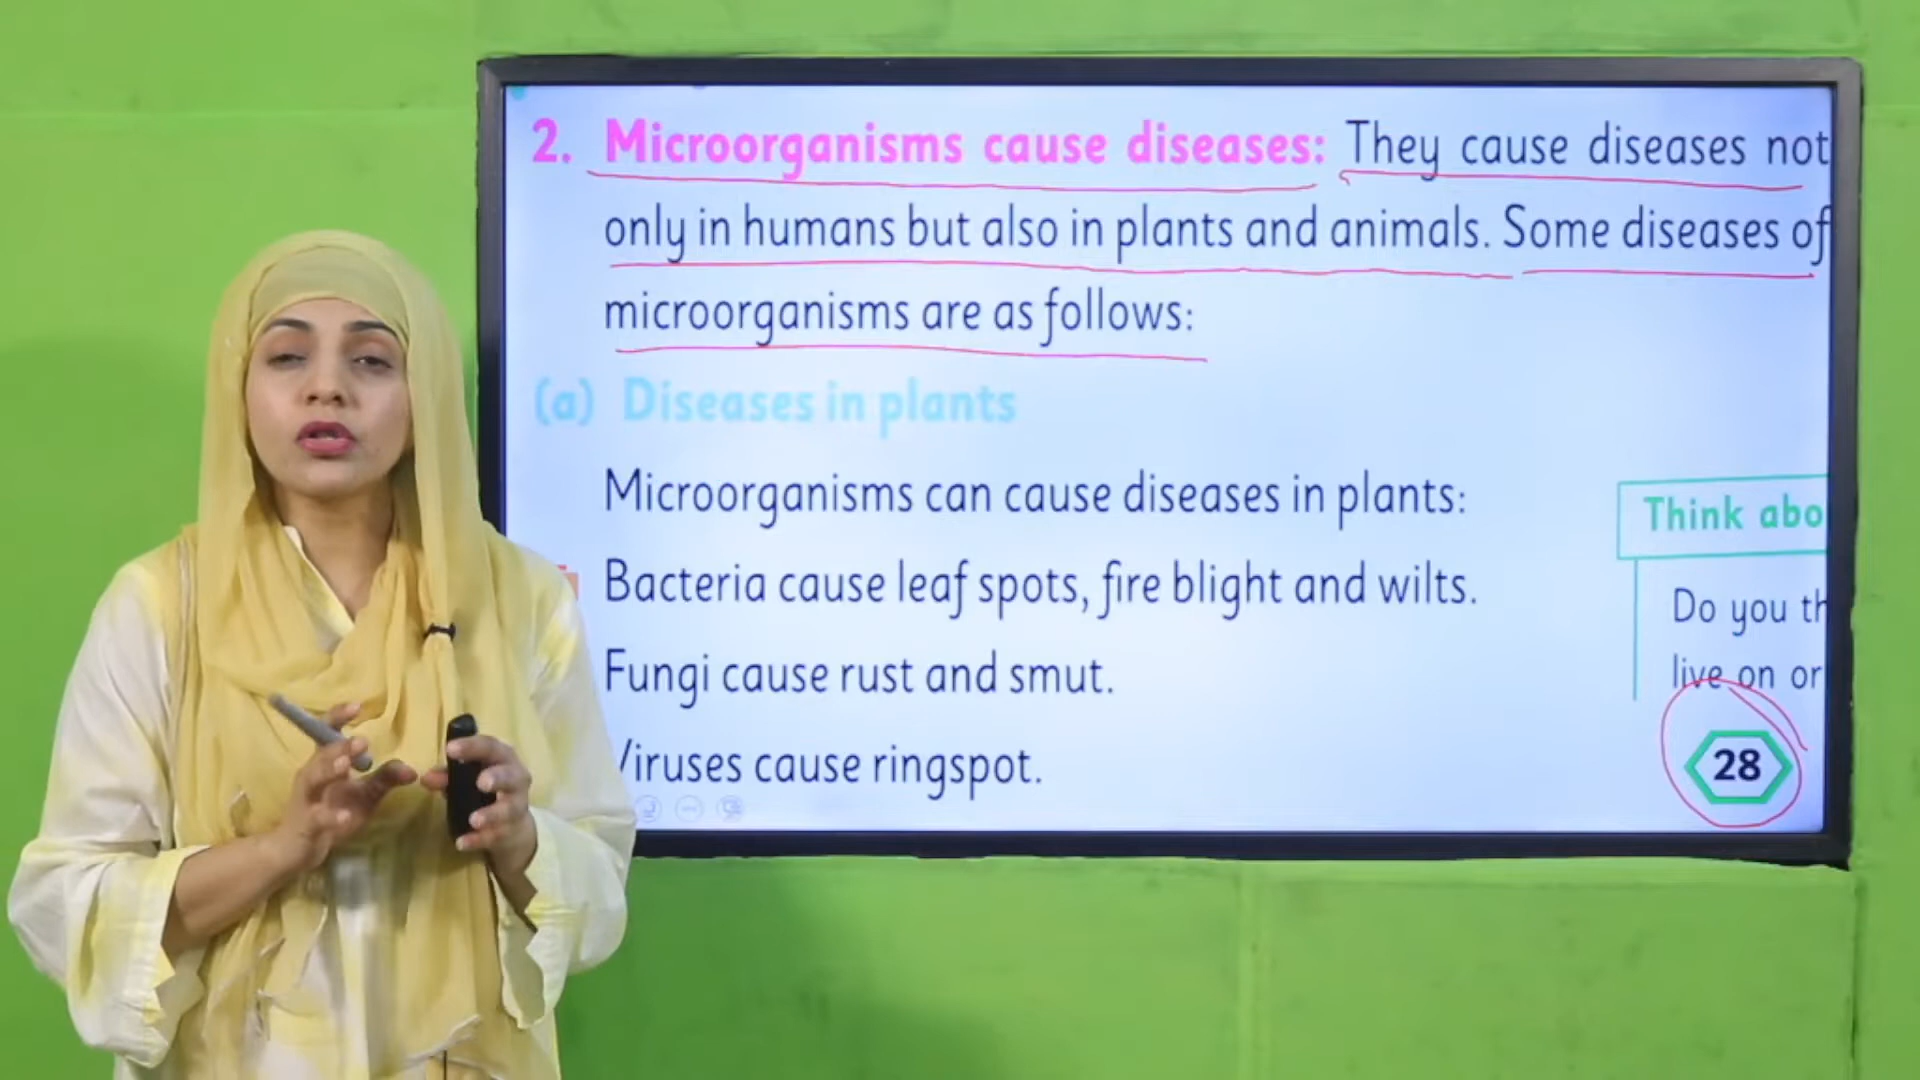 2. Microorganisms cause diseases: They cause diseases not
only in humans but also in plants and animals. Some diseases of
microorganisms are as follows:
(a) Diseases in plants
Microorganisms can cause diseases in plants:
Bacteria cause leaf spots, fire blight and wilts.
Fungi cause rust and smut.
Viruses cause ringspot.
Think abo
Do you th
live on or
28